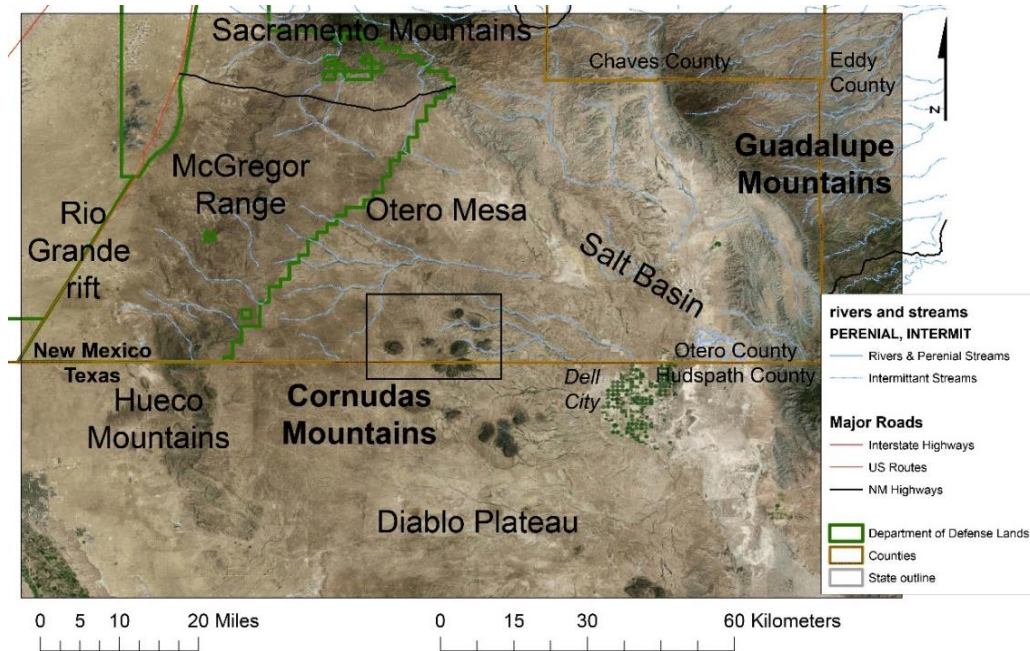 Sacramento Mountains
Chaves County
Eddy
County
N
McGregor
Range
Guadalupe
Mountains
Rio
Grande
rift
Otero Mesa
Salt Basin
New Mexico
Texas
Otero County
Hudspath County
Dell
City
Hueco
Mountains
Cornudas
Mountains
Diablo Plateau
rivers and streams
PERENIAL, INTERMIT
Rivers & Perenial Streams
Intermittant Streams
Major Roads
Interstate Highways
US Routes
NM Highways
Department of Defense Lands
Counties
State outline
0 5 10 20 Miles
0 15 30 60 Kilometers